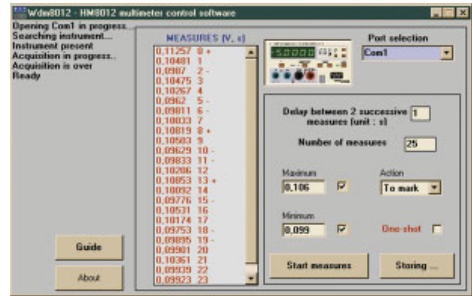 Wdm8012 - HM8012 multimeter control software
Opening Com1 in progress...
Searching instrument...
Instrument present
Acquisition in progress..
Acquisition is over
Ready
MEASURES (V, s)
0,11257 0 +
0,10481 1
0,0987 2 -
0,10475 3
0,10267 4
0,0962 5 -
0,09811 6 -
0,10033 7
0,10819 8 +
0,10503 9
0,09629 10 -
0,09833 11 -
0,10206 12
0,10853 13 +
0,10092 14
0,09776 15 -
0,10531 16
0,10174 17
0,09753 18 -
0,09895 19 -
0,09901 20
0,10361 21
0,09939 22
0,09923 23
Port selection
Com1
Delay between 2 successive measures (unit : s)
1
Number of measures
25
Maximum
0,106
Action
To mark
Minimum
0,099
One-shot
Guide
About
Start measures
Storing ...